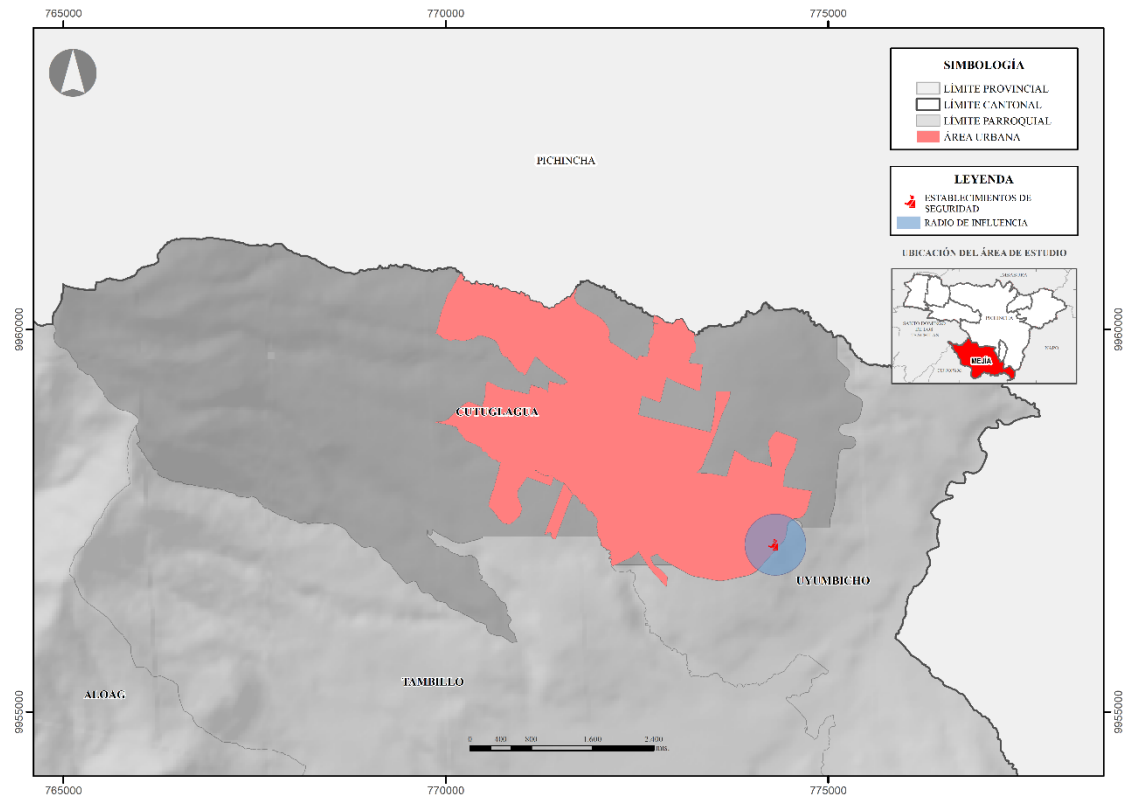 765000
770000
775000
SIMBOLOGÍA
LÍMITE PROVINCIAL
LÍMITE CANTONAL
LÍMITE PARROQUIAL
ÁREA URBANA
PICHINCHA
LEYENDA
ESTABLECIMIENTOS DE
SEGURIDAD
RADIO DE INFLUENCIA
UBICACIÓN DEL ÁREA DE ESTUDIO
PICHINCHA
MEJÍA
9960000
9960000
CUTUGLAGUA
UYUMBICHO
TAMBILLO
ALOAG
9955000
9955000
0 400 800 1.600 2.400
765000
770000
775000